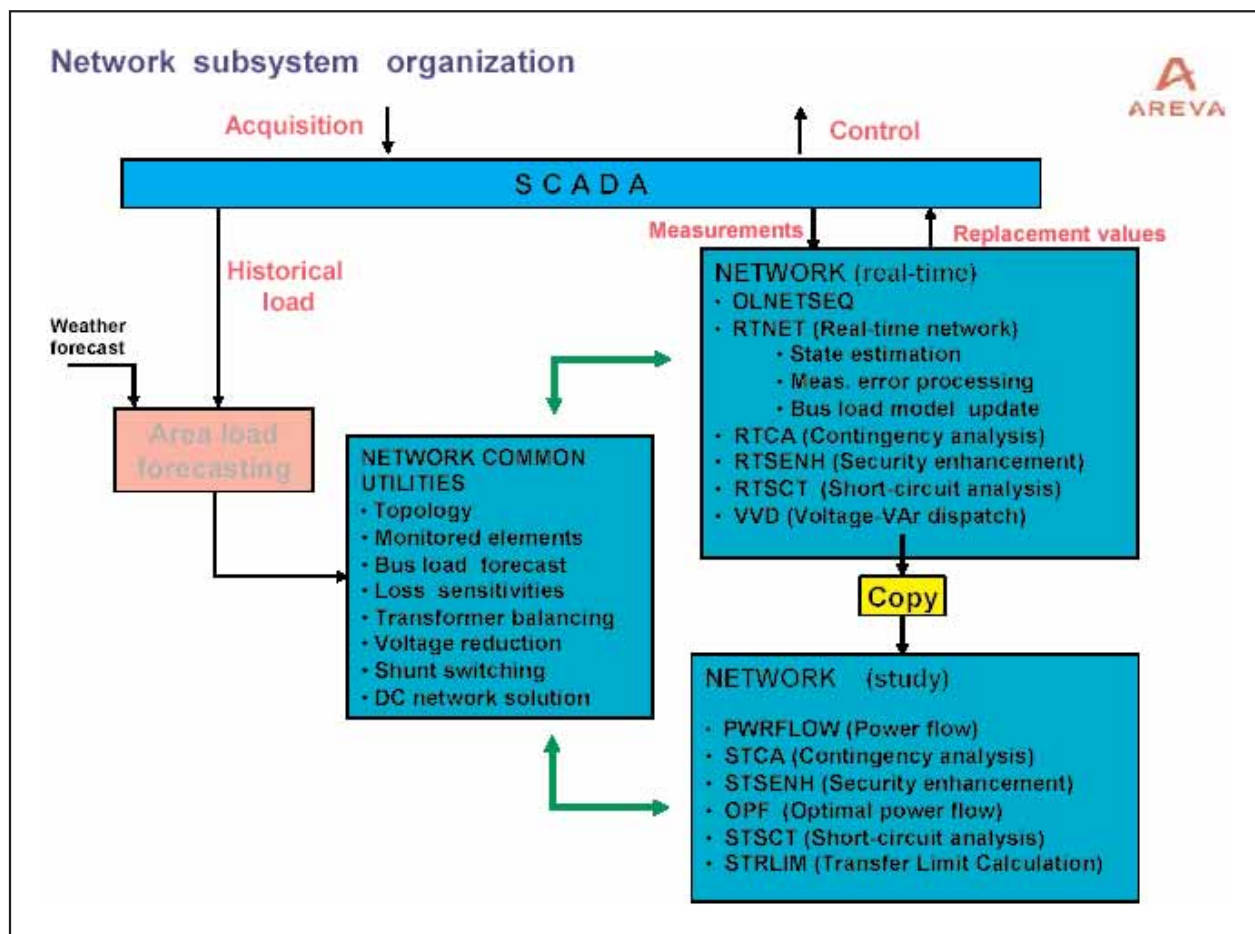 Network subsystem organization
AREVA
Acquisition
Control
SCADA
Measurements
Replacement values
Historical
load
Weather
forecast
Area load
forecasting
NETWORK (real-time)
• OLNETSEQ
• RTNET (Real-time network)
• State estimation
• Meas. error processing
• Bus load model update
• RTCA (Contingency analysis)
• RTSENH (Security enhancement)
• RTSCT (Short-circuit analysis)
• VVD (Voltage-VAr dispatch)
NETWORK COMMON
UTILITIES
• Topology
• Monitored elements
• Bus load forecast
• Loss sensitivities
• Transformer balancing
• Voltage reduction
• Shunt switching
• DC network solution
Copy
NETWORK (study)
• PWRFLOW (Power flow)
• STCA (Contingency analysis)
• STSENH (Security enhancement)
• OPF (Optimal power flow)
• STSCT (Short-circuit analysis)
• STRLIM (Transfer Limit Calculation)